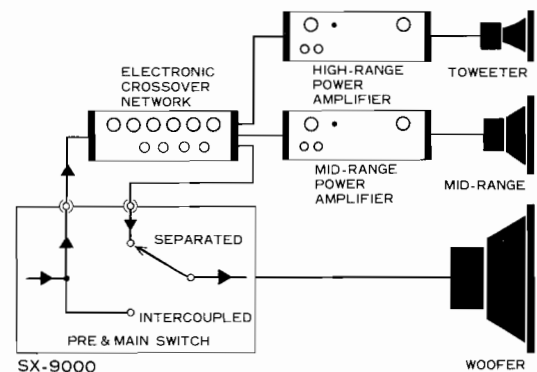 ELECTRONIC
CROSSOVER
NETWORK
HIGH-RANGE
POWER
AMPLIFIER
TOWEETER
MID-RANGE
POWER
AMPLIFIER
MID-RANGE
SEPARATED
INTERCOUPLED
PRE & MAIN SWITCH
SX-9000
WOOFER